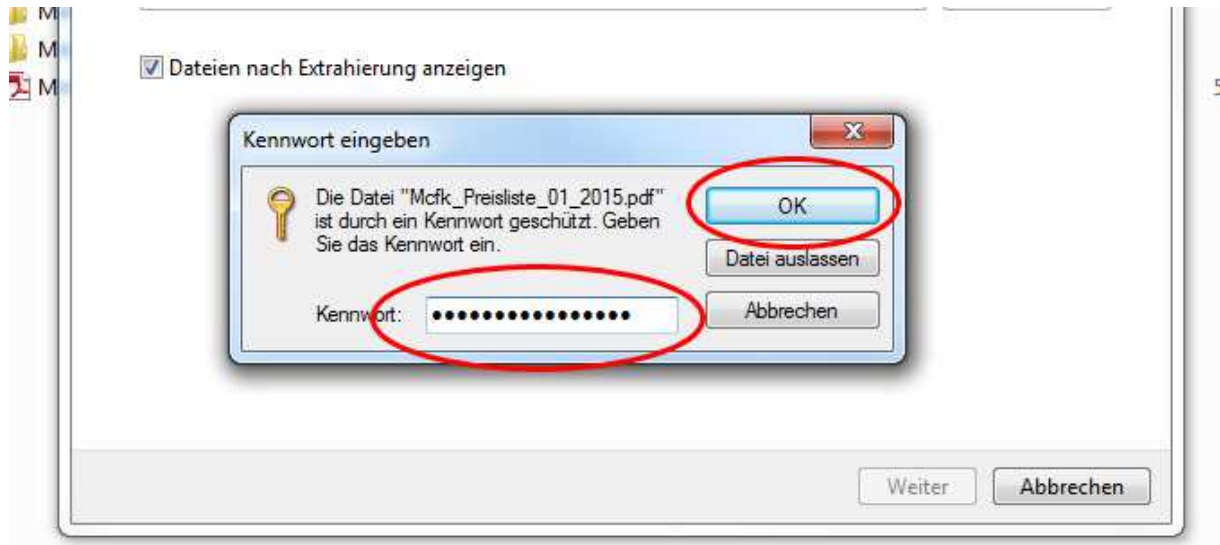 M
M
M
Dateien nach Extrahierung anzeigen
5
Kennwort eingeben
Die Datei "Mcfk_Preisliste_01_2015.pdf"
ist durch ein Kennwort geschützt. Geben
Sie das Kennwort ein.
OK
Datei auslassen
Abbrechen
Kennwort: ••••••••••••••••
Weiter
Abbrechen